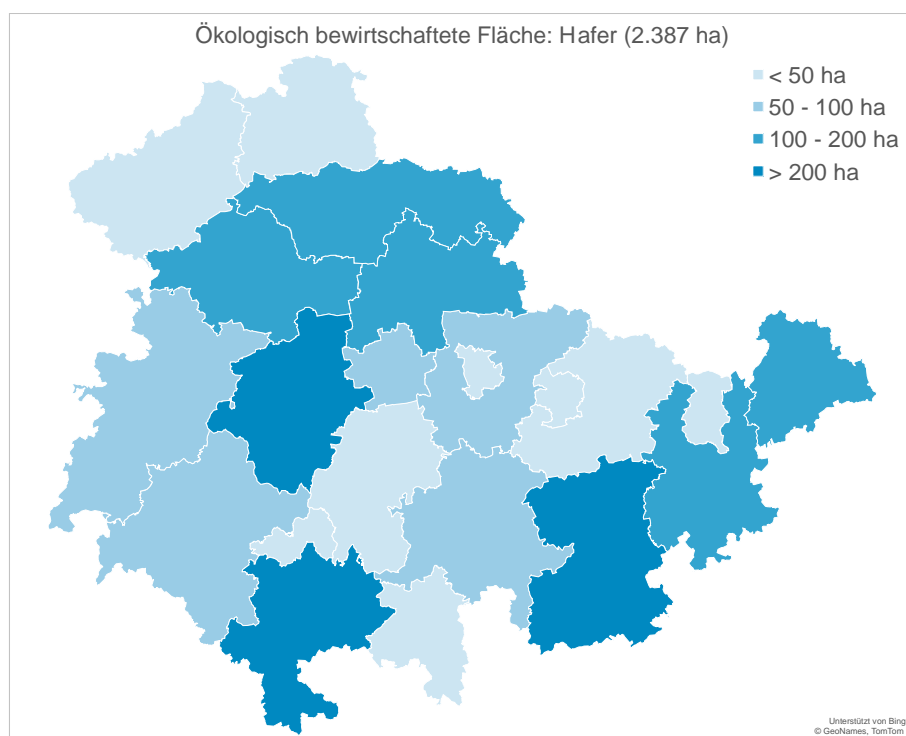 Ökologisch bewirtschaftete Fläche: Hafer (2.387 ha)
< 50 ha
50 - 100 ha
100 - 200 ha
> 200 ha
Unterstützt von Bing
© GeoNames, TomTom